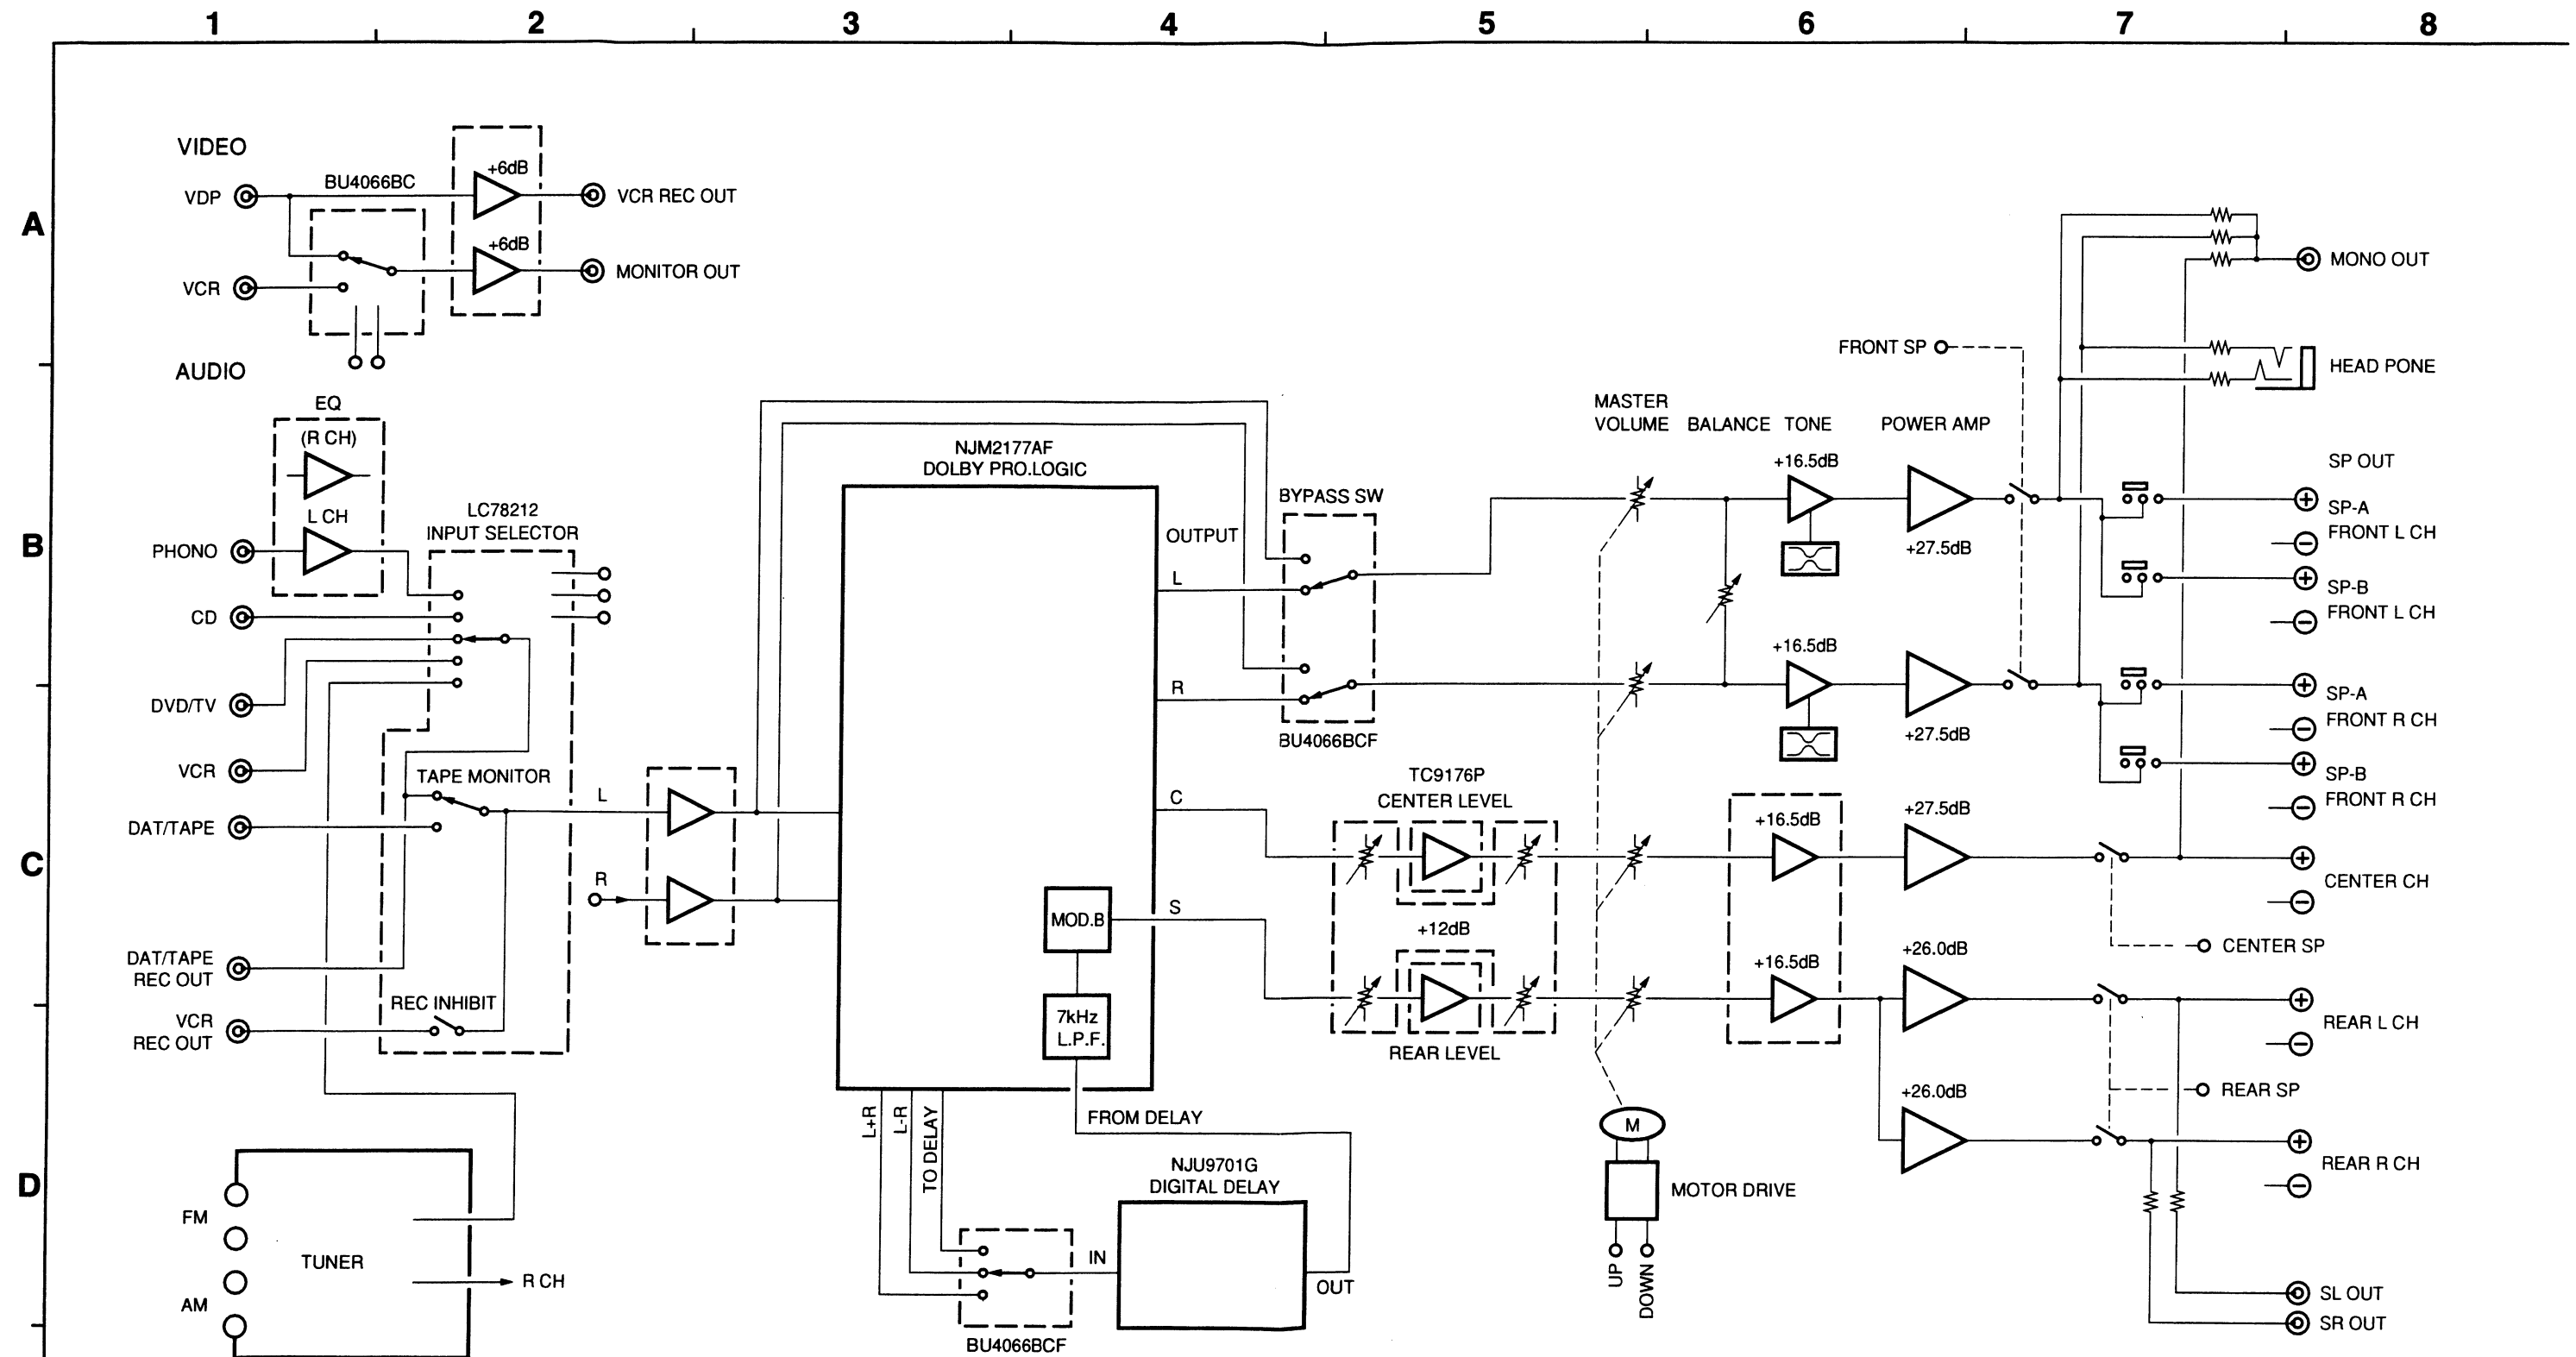 1 2 3 4 5 6 7 8
A
VIDEO
VDP
BU4066BC
+6dB
VCR REC OUT
+6dB
MONITOR OUT
VCR
AUDIO
MONO OUT
FRONT SP
HEAD PONE
B
EQ
(R CH)
L CH
PHONO
LC78212
INPUT SELECTOR
CD
DVD/TV
VCR
NJM2177AF
DOLBY PRO.LOGIC
OUTPUT
L
R
BYPASS SW
BU4066BCF
MASTER
VOLUME
BALANCE
TONE
POWER AMP
+16.5dB
+27.5dB
+16.5dB
+27.5dB
SP OUT
+
SP-A
FRONT L CH
−
+
SP-B
FRONT L CH
−
+
SP-A
FRONT R CH
−
+
SP-B
FRONT R CH
−
C
TAPE MONITOR
DAT/TAPE
L
R
DAT/TAPE
REC OUT
REC INHIBIT
VCR
REC OUT
C
S
MOD.B
7kHz
L.P.F.
TC9176P
CENTER LEVEL
+12dB
REAR LEVEL
+16.5dB
+27.5dB
+16.5dB
+26.0dB
+26.0dB
+
CENTER CH
−
CENTER SP
+
REAR L CH
−
REAR SP
+
REAR R CH
−
D
FM
AM
TUNER
R CH
L+R
L-R
TO DELAY
FROM DELAY
NJU9701G
DIGITAL DELAY
IN
OUT
BU4066BCF
M
MOTOR DRIVE
UP
DOWN
SL OUT
SR OUT